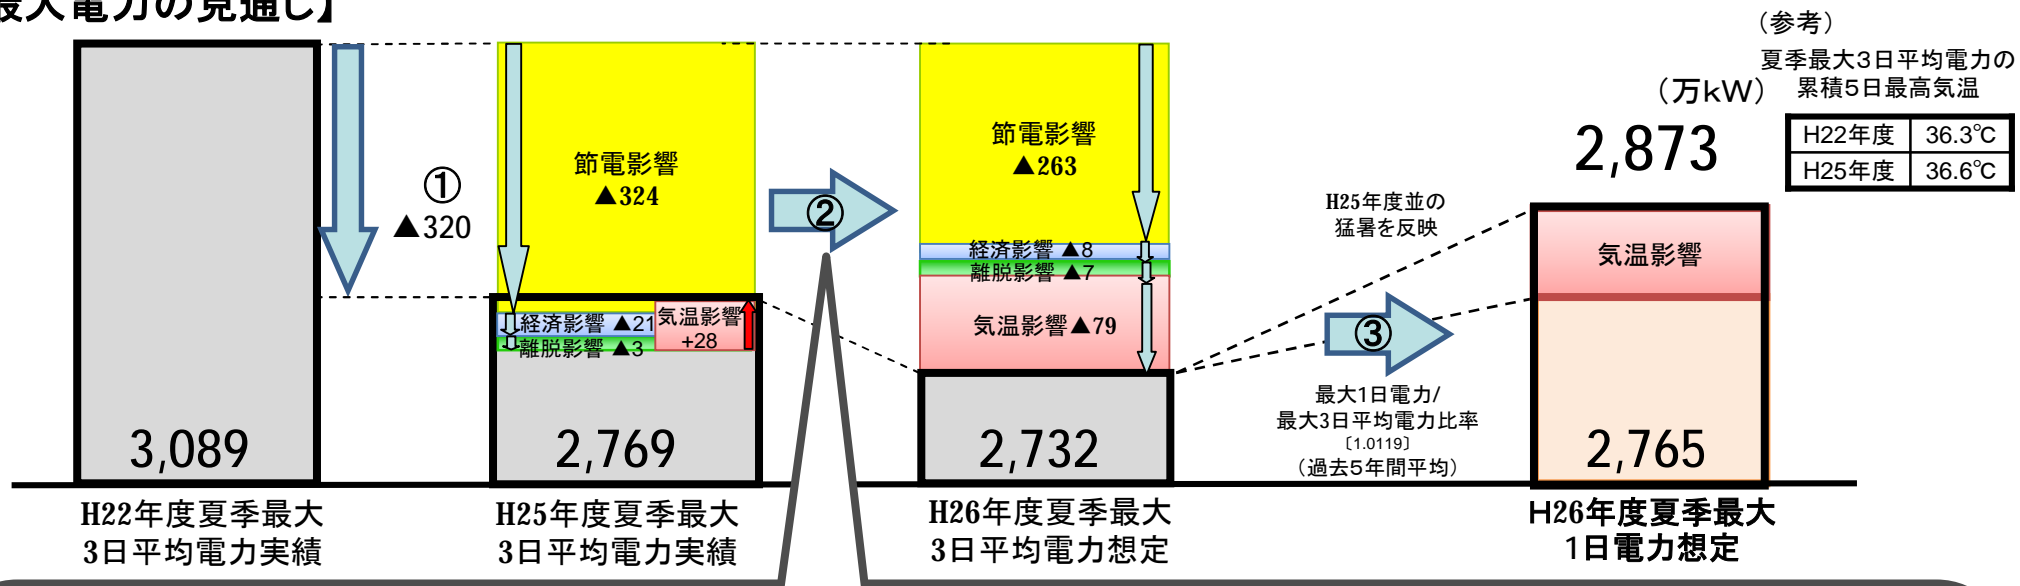 最大電力の見通し】
（参考）
夏季最大3日平均電力の
累積5日最高気温
H22年度 36.3℃
H25年度 36.6℃
（万kW）
2,873
①
▲320
節電影響
▲324
経済影響 ▲21
離脱影響 ▲3
気温影響
+28
②
節電影響
▲263
経済影響 ▲8
離脱影響 ▲7
気温影響▲79
H25年度並の
猛暑を反映
③
最大1日電力/
最大3日平均電力比率
〔1.0119〕
（過去5年間平均）
気温影響
3,089
2,769
2,732
2,765
H22年度夏季最大
3日平均電力実績
H25年度夏季最大
3日平均電力実績
H26年度夏季最大
3日平均電力想定
H26年度夏季最大
1日電力想定